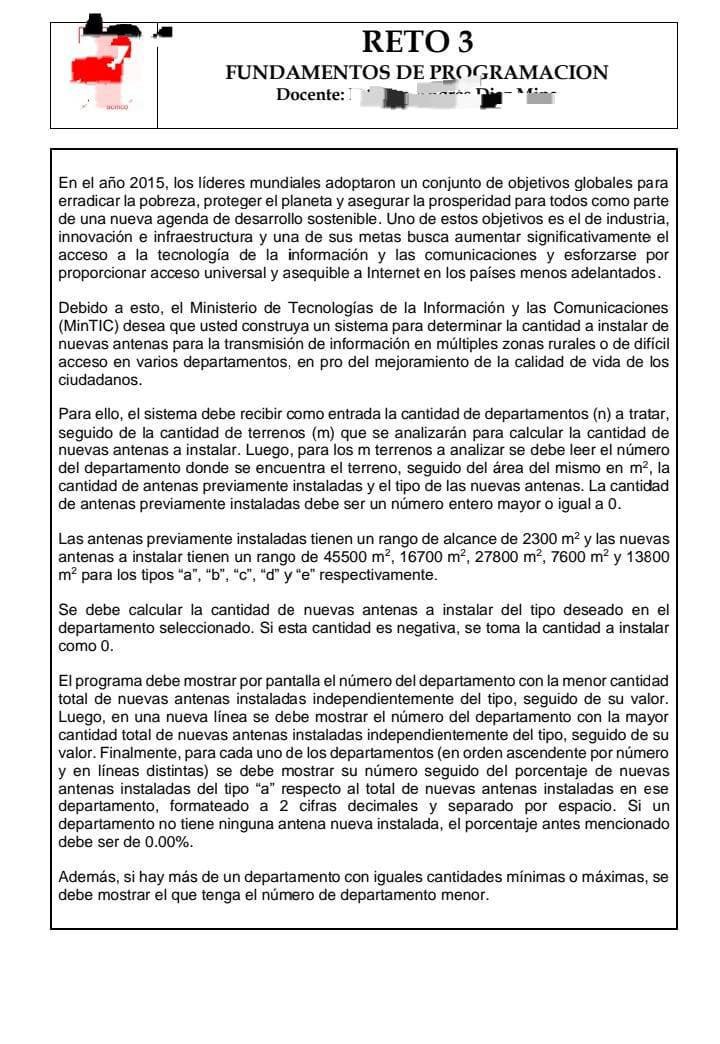 RETO 3
FUNDAMENTOS DE PROGRAMACION
Docente:
En el año 2015, los líderes mundiales adoptaron un conjunto de objetivos globales para
erradicar la pobreza, proteger el planeta y asegurar la prosperidad para todos como parte
de una nueva agenda de desarrollo sostenible. Uno de estos objetivos es el de industria,
innovación e infraestructura y una de sus metas busca aumentar significativamente el
acceso a la tecnología de la información y las comunicaciones y esforzarse por
proporcionar acceso universal y asequible a Internet en los países menos adelantados.
Debido a esto, el Ministerio de Tecnologías de la Información y las Comunicaciones
(MinTIC) desea que usted construya un sistema para determinar la cantidad a instalar de
nuevas antenas para la transmisión de información en múltiples zonas rurales o de difícil
acceso en varios departamentos, en pro del mejoramiento de la calidad de vida de los
ciudadanos.
Para ello, el sistema debe recibir como entrada la cantidad de departamentos (n) a tratar,
seguido de la cantidad de terrenos (m) que se analizarán para calcular la cantidad de
nuevas antenas a instalar. Luego, para los m terrenos a analizar se debe leer el número
del departamento donde se encuentra el terreno, seguido del área del mismo en m², la
cantidad de antenas previamente instaladas y el tipo de las nuevas antenas. La cantidad
de antenas previamente instaladas debe ser un número entero mayor o igual a 0.
Las antenas previamente instaladas tienen un rango de alcance de 2300 m² y las nuevas
antenas a instalar tienen un rango de 45500 m², 16700 m², 27800 m², 7600 m² y 13800
m² para los tipos “a”, “b”, “c”, “d” y “e” respectivamente.
Se debe calcular la cantidad de nuevas antenas a instalar del tipo deseado en el
departamento seleccionado. Si esta cantidad es negativa, se toma la cantidad a instalar
como 0.
El programa debe mostrar por pantalla el número del departamento con la menor cantidad
total de nuevas antenas instaladas independientemente del tipo, seguido de su valor.
Luego, en una nueva línea se debe mostrar el número del departamento con la mayor
cantidad total de nuevas antenas instaladas independientemente del tipo, seguido de su
valor. Finalmente, para cada uno de los departamentos (en orden ascendente por número
y en líneas distintas) se debe mostrar su número seguido del porcentaje de nuevas
antenas instaladas del tipo “a” respecto al total de nuevas antenas instaladas en ese
departamento, formateado a 2 cifras decimales y separado por espacio. Si un
departamento no tiene ninguna antena nueva instalada, el porcentaje antes mencionado
debe ser de 0.00%.
Además, si hay más de un departamento con iguales cantidades mínimas o máximas, se
debe mostrar el que tenga el número de departamento menor.